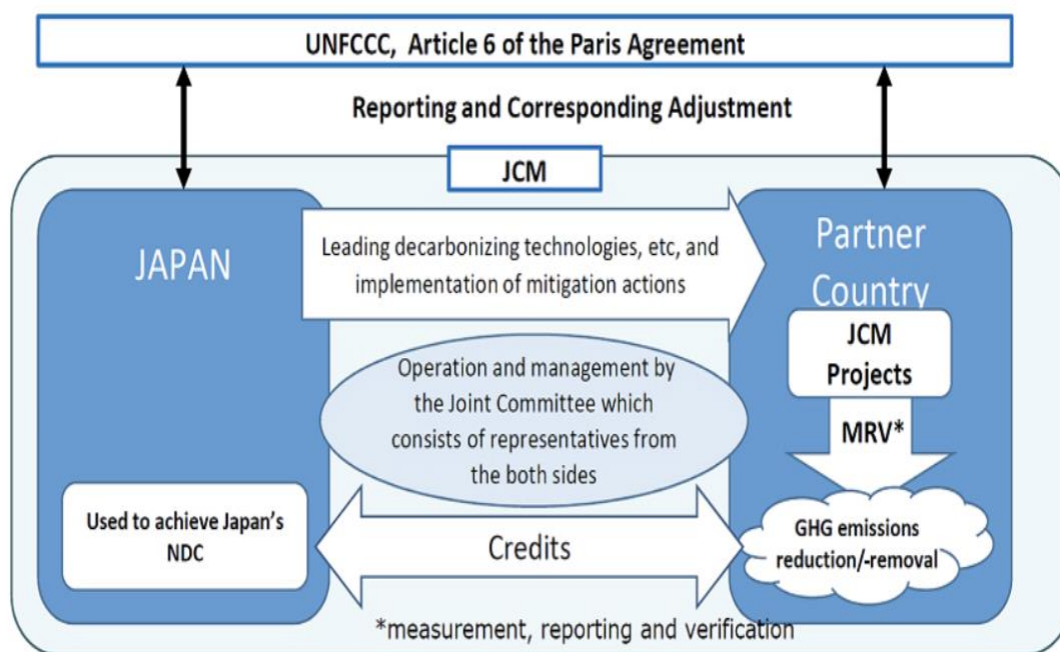 UNFCCC, Article 6 of the Paris Agreement
Reporting and Corresponding Adjustment
JCM
JAPAN
Leading decarbonizing technologies, etc, and
implementation of mitigation actions
Partner
Country
JCM
Projects
Operation and management by
the Joint Committee which
consists of representatives from
the both sides
MRV*
Used to achieve Japan's
NDC
Credits
GHG emissions
reduction/-removal
*measurement, reporting and verification